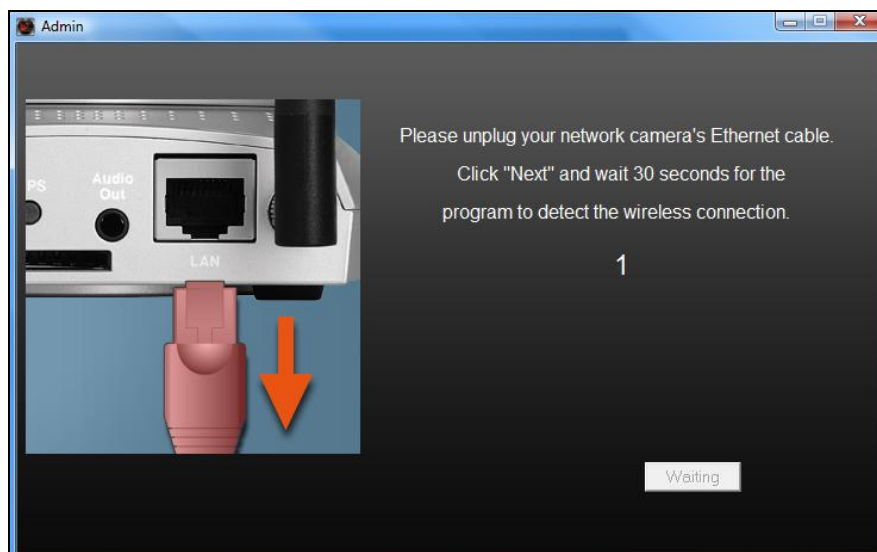 Admin
PS
Audio
Out
LAN
Please unplug your network camera's Ethernet cable.
Click "Next" and wait 30 seconds for the
program to detect the wireless connection.
1
Waiting